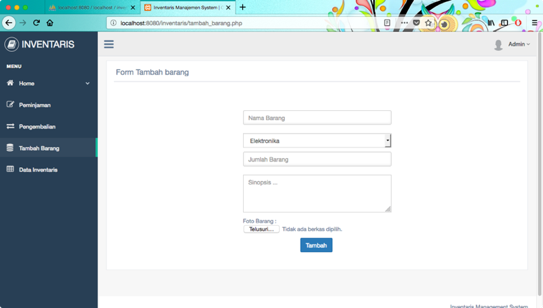 localhost:8080 / localhost / inve
Inventaris Manajemen System |
localhost:8080/inventaris/tambah_barang.php
INVENTARIS
Admin
MENU
Home
Peminjaman
Pengembalian
Tambah Barang
Data Inventaris
Form Tambah barang
Nama Barang
Elektronika
Jumlah Barang
Sinopsis ...
Foto Barang :
Telusuri... Tidak ada berkas dipilih.
Tambah
Inventaris Management System